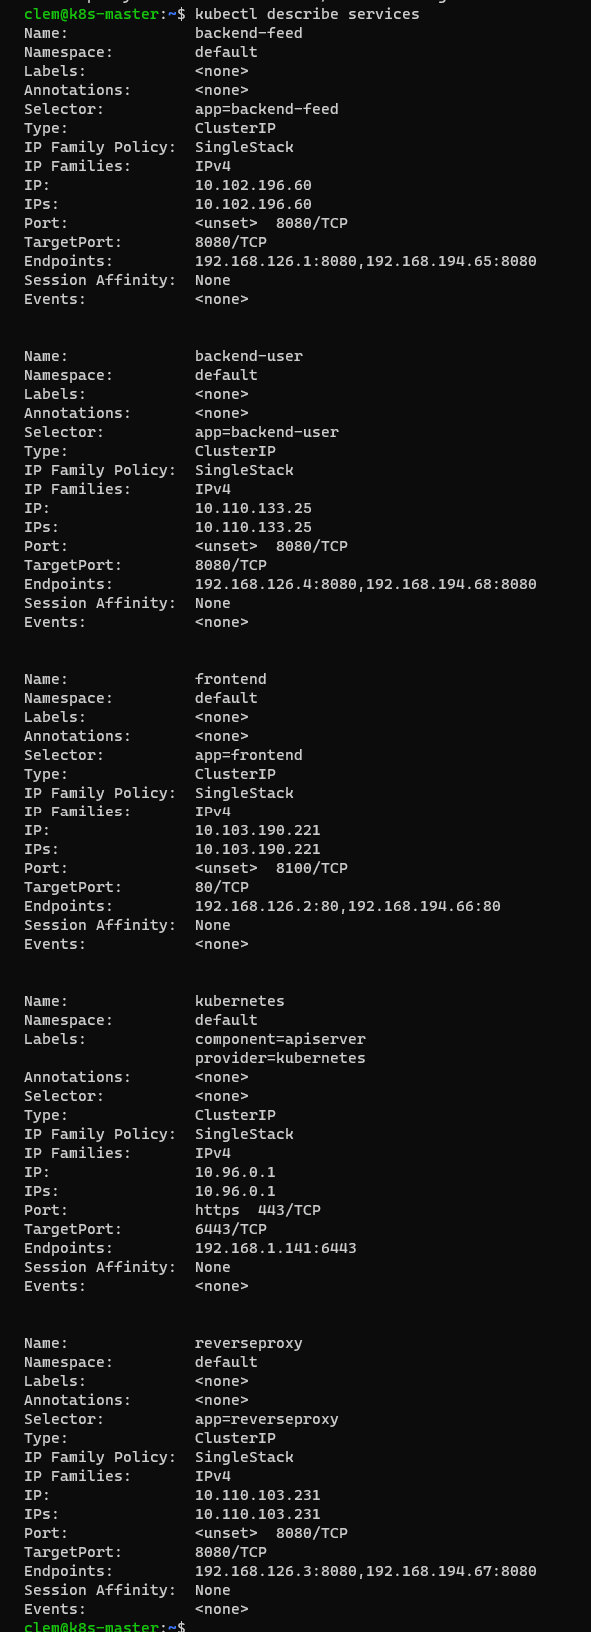 clem@k8s-master:~$ kubectl describe services
Name:              backend-feed
Namespace:         default
Labels:            <none>
Annotations:       <none>
Selector:          app=backend-feed
Type:              ClusterIP
IP Family Policy:  SingleStack
IP Families:       IPv4
IP:                10.102.196.60
IPs:               10.102.196.60
Port:              <unset>  8080/TCP
TargetPort:        8080/TCP
Endpoints:         192.168.126.1:8080,192.168.194.65:8080
Session Affinity:  None
Events:            <none>
Name:              backend-user
Namespace:         default
Labels:            <none>
Annotations:       <none>
Selector:          app=backend-user
Type:              ClusterIP
IP Family Policy:  SingleStack
IP Families:       IPv4
IP:                10.110.133.25
IPs:               10.110.133.25
Port:              <unset>  8080/TCP
TargetPort:        8080/TCP
Endpoints:         192.168.126.4:8080,192.168.194.68:8080
Session Affinity:  None
Events:            <none>
Name:              frontend
Namespace:         default
Labels:            <none>
Annotations:       <none>
Selector:          app=frontend
Type:              ClusterIP
IP Family Policy:  SingleStack
IP Families:       IPv4
IP:                10.103.190.221
IPs:               10.103.190.221
Port:              <unset>  8100/TCP
TargetPort:        80/TCP
Endpoints:         192.168.126.2:80,192.168.194.66:80
Session Affinity:  None
Events:            <none>
Name:              kubernetes
Namespace:         default
Labels:            component=apiserver
                   provider=kubernetes
Annotations:       <none>
Selector:          <none>
Type:              ClusterIP
IP Family Policy:  SingleStack
IP Families:       IPv4
IP:                10.96.0.1
IPs:               10.96.0.1
Port:              https  443/TCP
TargetPort:        6443/TCP
Endpoints:         192.168.1.141:6443
Session Affinity:  None
Events:            <none>
Name:              reverseproxy
Namespace:         default
Labels:            <none>
Annotations:       <none>
Selector:          app=reverseproxy
Type:              ClusterIP
IP Family Policy:  SingleStack
IP Families:       IPv4
IP:                10.110.103.231
IPs:               10.110.103.231
Port:              <unset>  8080/TCP
TargetPort:        8080/TCP
Endpoints:         192.168.126.3:8080,192.168.194.67:8080
Session Affinity:  None
Events:            <none>
clem@k8s-master:~$